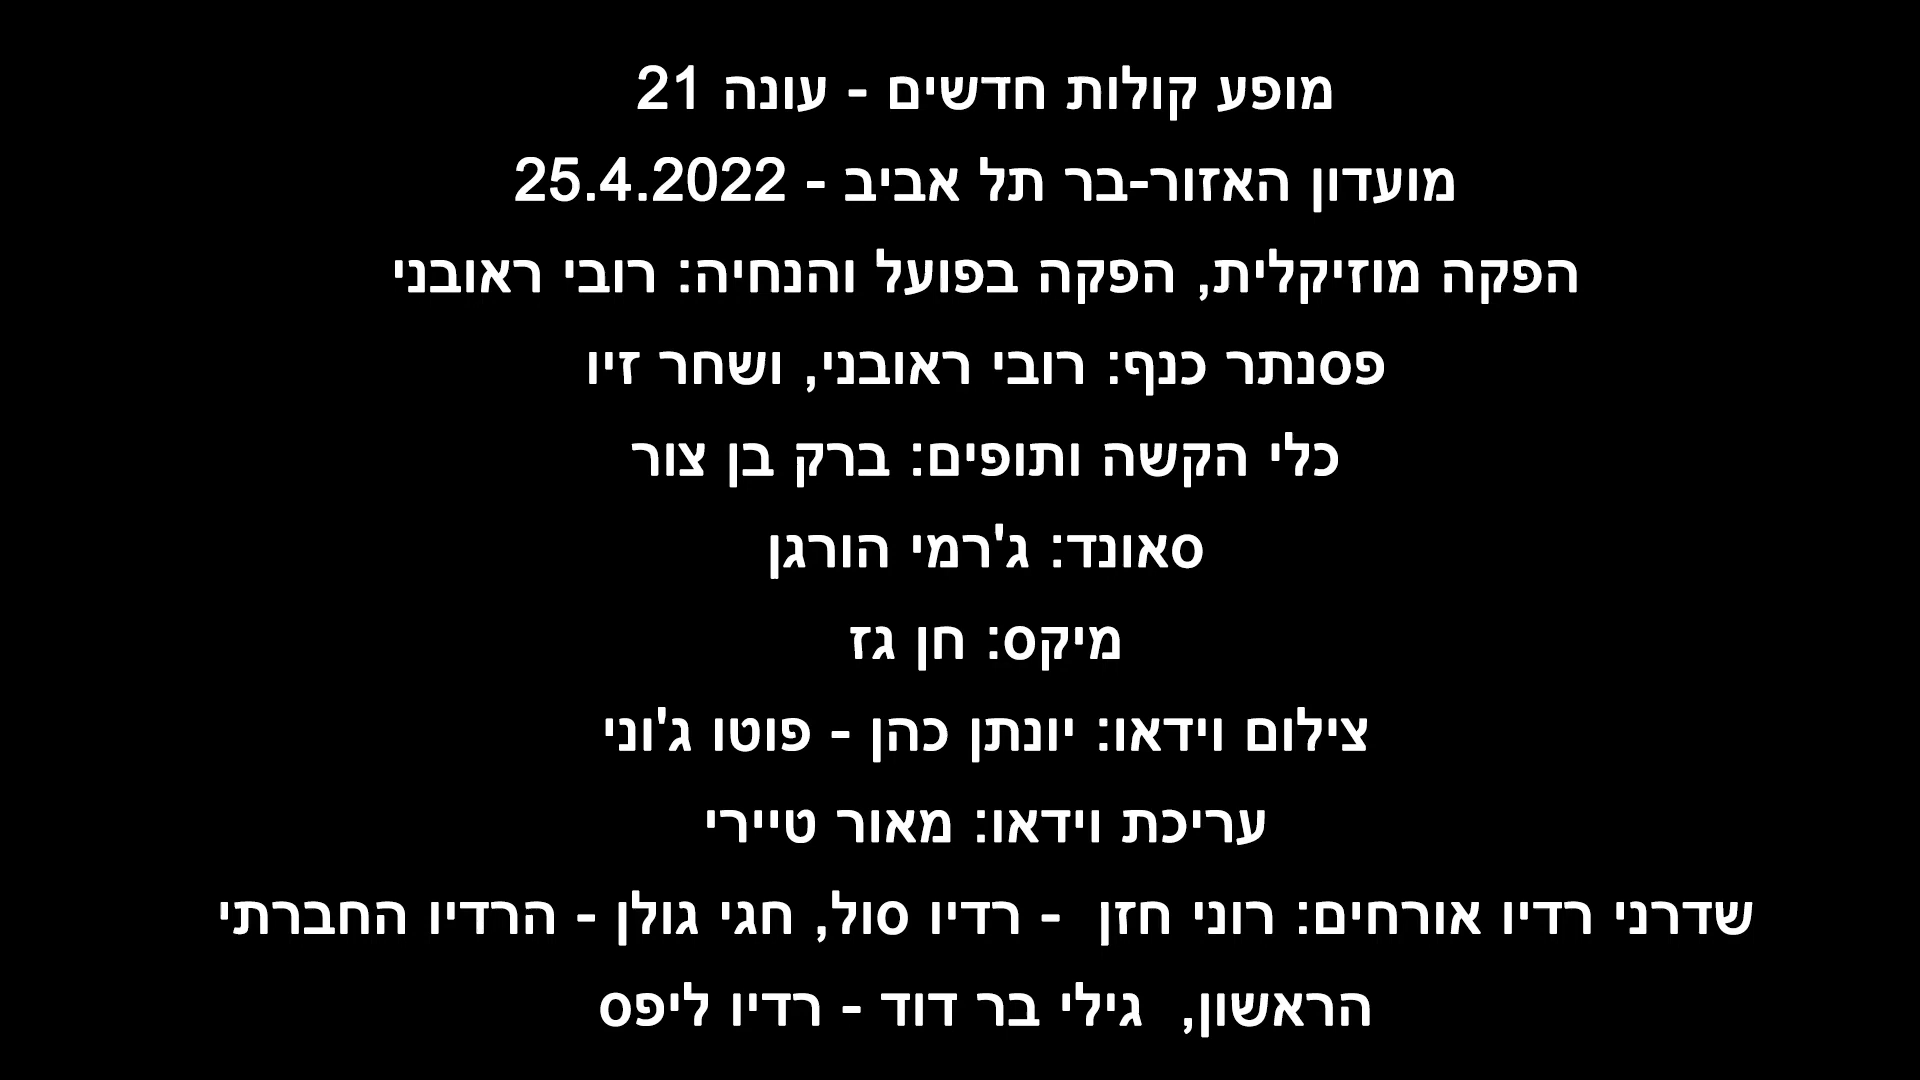 מופע קולות חדשים - עונה 21
מועדון האזור-בר תל אביב - 25.4.2022
הפקה מוזיקלית, הפקה בפועל והנחיה: רובי ראובני
פסנתר כנף: רובי ראובני, ושחר זיו
כלי הקשה ותופים: ברק בן צור
סאונד: ג'רמי הורגן
מיקס: חן גז
צילום וידאו: יונתן כהן - פוטו ג'וני
עריכת וידאו: מאור טיירי
שדרני רדיו אורחים: רוני חזן  - רדיו סול, חגי גולן - הרדיו החברתי
הראשון,  גילי בר דוד - רדיו ליפס